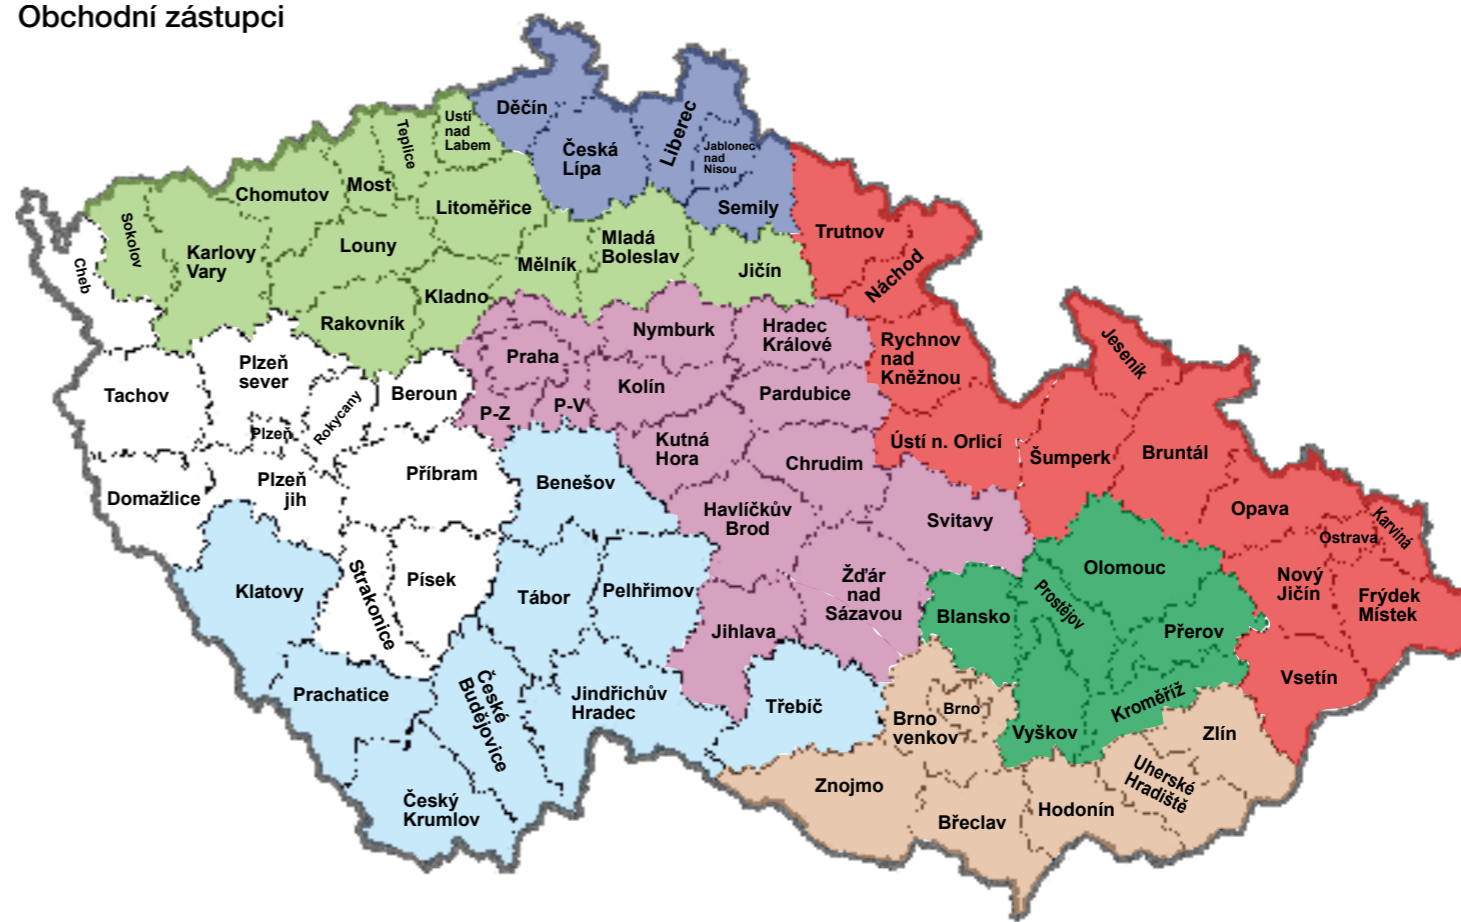 Obchodní zástupci
Děčín
Ustí
nad
Labem
Teplice
Česká
Lípa
Liberec
Jablonec
nad
Nisou
Semily
Chomutov
Most
Litoměřice
Sokolov
Karlovy
Vary
Louny
Mělník
Mladá
Boleslav
Jičín
Trutnov
Náchod
Cheb
Kladno
Rakovník
Nymburk
Hradec
Králové
Rychnov
nad
Kněžnou
Jeseník
Tachov
Plzeň
sever
Beroun
Praha
Kolín
Pardubice
Rokycany
Plzeň
P-Z
P-V
Kutná
Hora
Chrudim
Ústí n. Orlicí
Šumperk
Bruntál
Domažlice
Plzeň
jih
Příbram
Benešov
Havlíčkův
Brod
Svitavy
Opava
Ostrava
Karviná
Klatovy
Strakonice
Písek
Tábor
Pelhřimov
Žďár
nad
Sázavou
Jihlava
Blansko
Prostějov
Olomouc
Přerov
Nový
Jičín
Frýdek
Místek
Prachatice
České
Budějovice
Jindřichův
Hradec
Třebíč
Brno
venkov
Brno
Vyškov
Kroměříž
Vsetín
Zlín
Český
Krumlov
Znojmo
Břeclav
Hodonín
Uherské
Hradiště